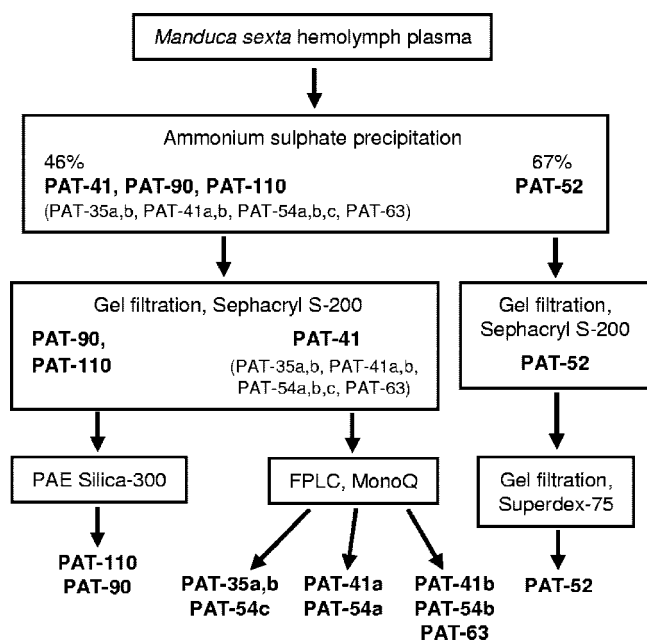 Manduca sexta hemolymph plasma
Ammonium sulphate precipitation
46%
67%
PAT-41, PAT-90, PAT-110
PAT-52
(PAT-35a,b, PAT-41a,b, PAT-54a,b,c, PAT-63)
Gel filtration, Sephacryl S-200
PAT-90,
PAT-110
PAT-41
(PAT-35a,b, PAT-41a,b,
PAT-54a,b,c, PAT-63)
Gel filtration,
Sephacryl S-200
PAT-52
PAE Silica-300
FPLC, MonoQ
Gel filtration,
Superdex-75
PAT-110
PAT-90
PAT-35a,b
PAT-54c
PAT-41a
PAT-54a
PAT-41b
PAT-54b
PAT-63
PAT-52